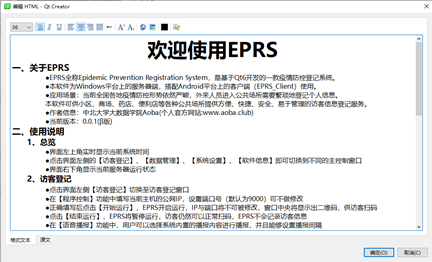 编辑 HTML - Qt Creator
36
欢迎使用EPRS
一、关于EPRS
●EPRS全称Epidemic Prevention Registration System，是基于Qt6开发的一款疫情防控登记系统。
●本软件为Windows平台上的服务器端，搭配Android平台上的客户端（EPRS_Client）使用。
●应用场景：当前全国各地疫情防控形势依然严峻，外来人员进入公共场所需要繁琐地登记个人信息。
本软件可供小区、商场、药店、便利店等各种公共场所提供方便、快捷、安全、易于管理的访客信息登记服务。
●作者信息：中北大学大数据学院Aoba(个人官网站:www.aoba.club)
●当前版本：0.0.1(β版)
二、使用说明
1、总览
●界面左上角实时显示当前系统时间
●点击界面左侧的【访客登记】、【数据管理】、【系统设置】、【软件信息】即可切换到不同的主控制窗口
●界面右下角显示当前服务器运行状态
2、访客登记
●点击界面左侧【访客登记】切换至访客登记窗口
●在【程序控制】功能中填写当前主机的公网IP，设置端口号（默认为9000）可不做修改
●正确填写后点击【开始运行】，EPRS开启运行，IP与端口将不可被修改，窗口中央将显示出二维码，供访客扫码
●点击【结束运行】，EPRS将暂停运行，访客仍然可以正常扫码，EPRS不会记录访客信息
●在【语音播报】功能中，用户可以选择系统内置的播报内容进行播报，并且能够设置播报间隔
格式文本 源文
确定(O) 取消(C)